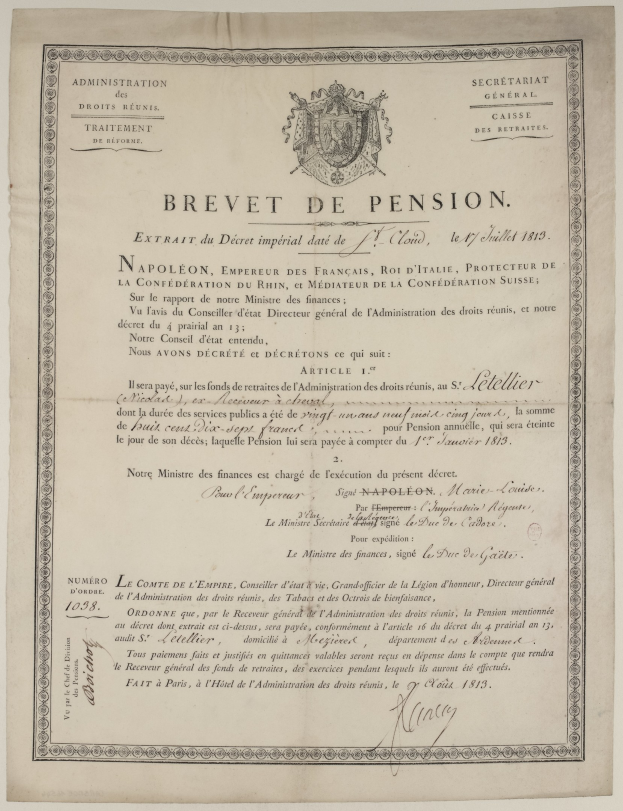 ADMINISTRATION
des
DROITS RÉUNIS.
TRAITEMENT
DE RÉFORME.
SECRÉTARIAT
GÉNÉRAL.
CAISSE
DES RETRAITES.
BREVET DE PENSION.
EXTRAIT du Décret impérial daté de St. Cloud, le 17 Juillet 1813.
NAPOLÉON, EMPEREUR DES FRANÇAIS, ROI D'ITALIE, PROTECTEUR DE
LA CONFÉDÉRATION DU RHIN, ET MÉDIATEUR DE LA CONFÉDÉRATION SUISSE;
Sur le rapport de notre Ministre des finances;
Vu l'avis du Conseiller d'état Directeur général de l'Administration des droits réunis, et notre
décret du 4 prairial an 13;
Notre Conseil d'état entendu,
NOUS AVONS DÉCRÉTÉ et DÉCRÉTONS ce qui suit:
ARTICLE 1.er
Il sera payé, sur les fonds de retraites de l'Administration des droits réunis, au S.r Letellier
(Nicolas), ex Receveur à cheval,
dont la durée des services publics a été de vingt un ans neuf mois cinq jours, la somme
de huit cent dix-sept francs, pour Pension annuelle, qui sera éteinte
le jour de son décès; laquelle Pension lui sera payée à compter du 1er Janvier 1813.
2.
Notre Ministre des finances est chargé de l'exécution du présent décret.
Pour l'Empereur, Signé NAPOLÉON. Marie Louise.
Par l'Empereur: l'Impératrice Régente,
Le Ministre Secrétaire d'état de la Régence signé le Duc de Cadore.
Pour expédition:
Le Ministre des finances, signé le Duc de Gaëte.
NUMÉRO
D'ORDRE.
1038.
Vu par le Chef de Division
des Pensions.
LE COMTE DE L'EMPIRE, Conseiller d'état à vie, Grand-officier de la Légion d'honneur, Directeur général
de l'Administration des droits réunis, des Tabacs et des Octrois de bienfaisance,
ORDONNE que, par le Receveur général de l'Administration des droits réunis, la Pension mentionnée
au décret dont extrait est ci-dessus, sera payée, conformément à l'article 16 du décret du 4 prairial an 13,
audit S.r Letellier, domicilié à Mézières, département des Ardennes.
Tous paiemens faits et justifiés en quittances valables seront reçus en dépense dans le compte que rendra
le Receveur général des fonds de retraites, des exercices pendant lesquels ils auront été effectués.
FAIT à Paris, à l'Hôtel de l'Administration des droits réunis, le 9 Août 1813.